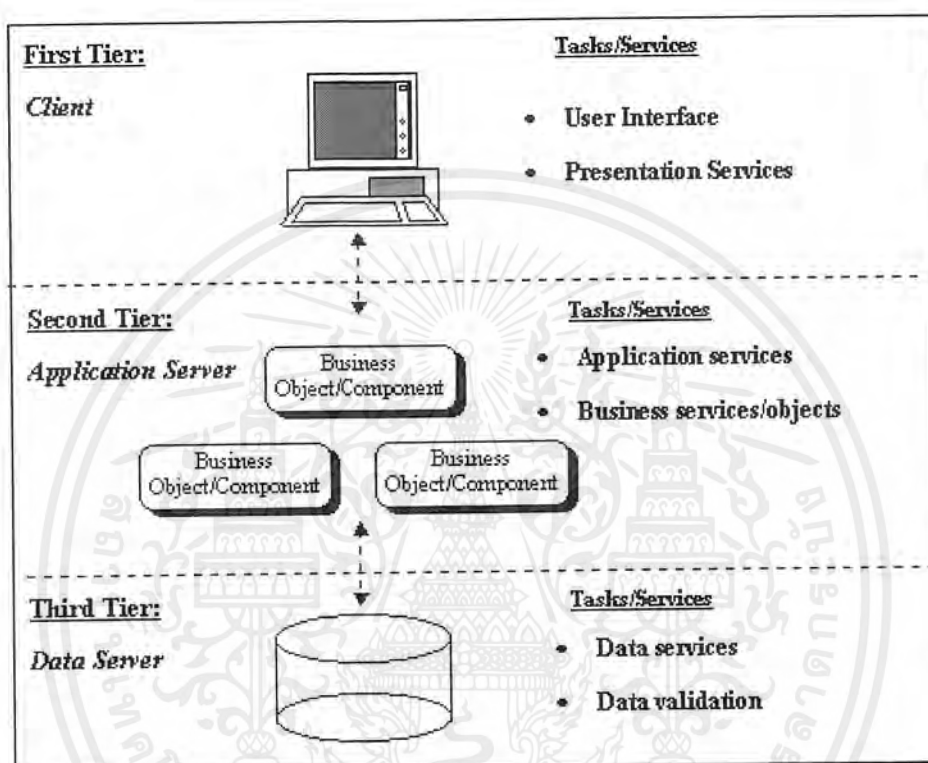 First Tier:
Client
Tasks/Services
• User Interface
• Presentation Services
Second Tier:
Application Server
Business
Object/Component
Business
Object/Component
Business
Object/Component
Tasks/Services
• Application services
• Business services/objects
Third Tier:
Data Server
Tasks/Services
• Data services
• Data validation